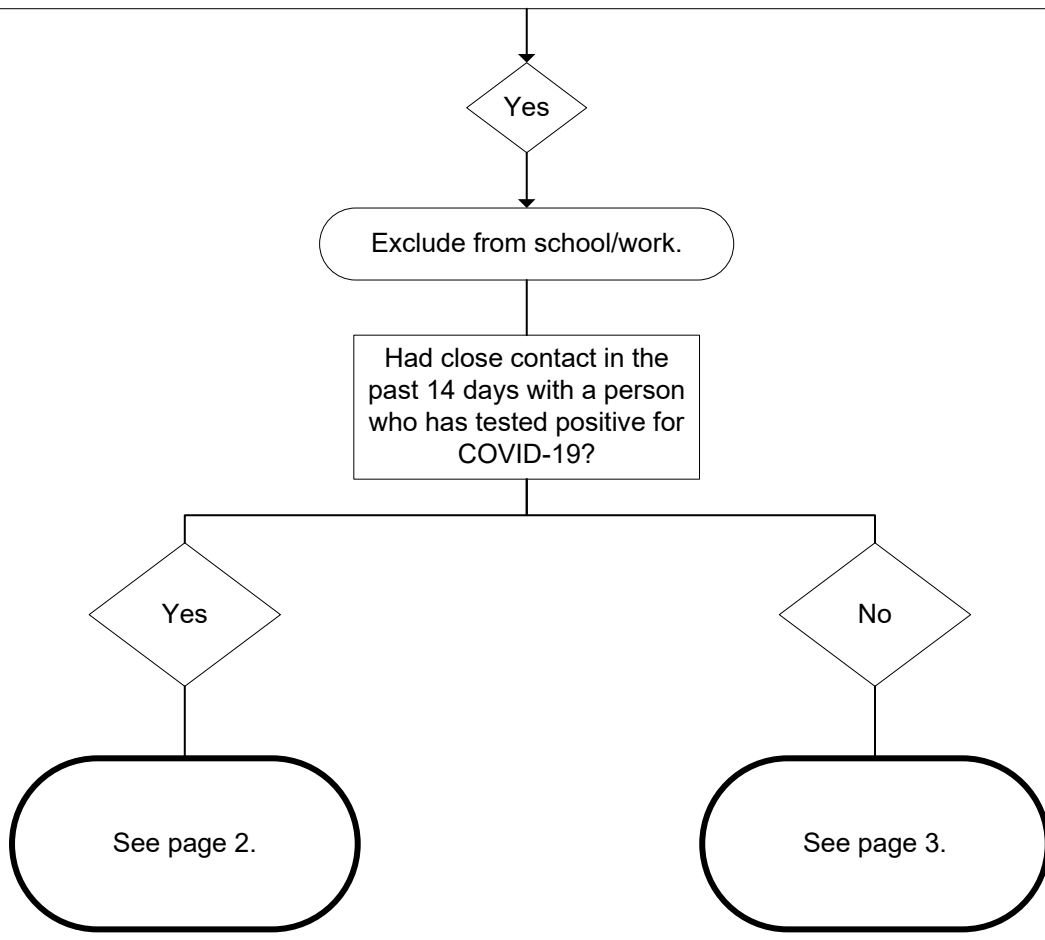 Yes
Exclude from school/work.
Had close contact in the
past 14 days with a person
who has tested positive for
COVID-19?
Yes
No
See page 2.
See page 3.